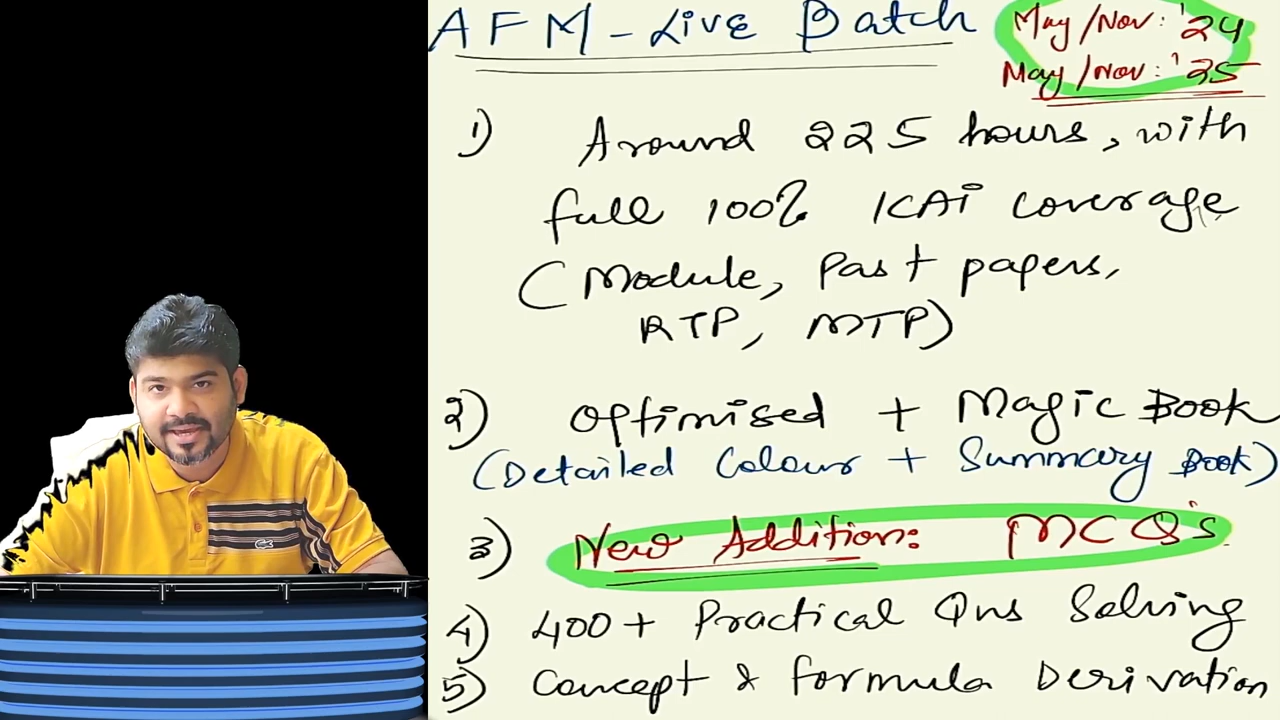 AFM - Live Batch
May/Nov: '24
May/Nov: '25
1) Around 225 hours, with
full 100% ICAI coverage
(Module, Past papers,
RTP, MTP)
2) Optimised + Magic Book
(Detailed Colour + Summary Book)
3) New Addition: MCQ's
4) 400+ Practical Qns Solving
5) Concept & formula Derivation